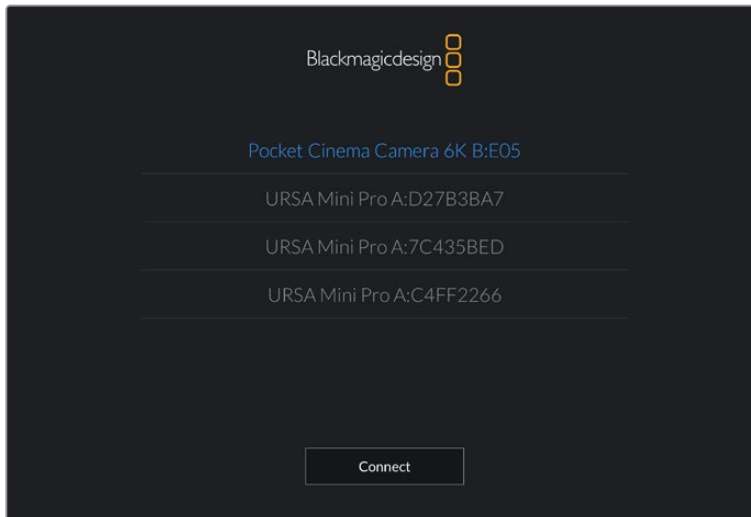 Blackmagicdesign
Pocket Cinema Camera 6K B:E05
URSA Mini Pro A:D27B3BA7
URSA Mini Pro A:7C435BED
URSA Mini Pro A:C4FF2266
Connect